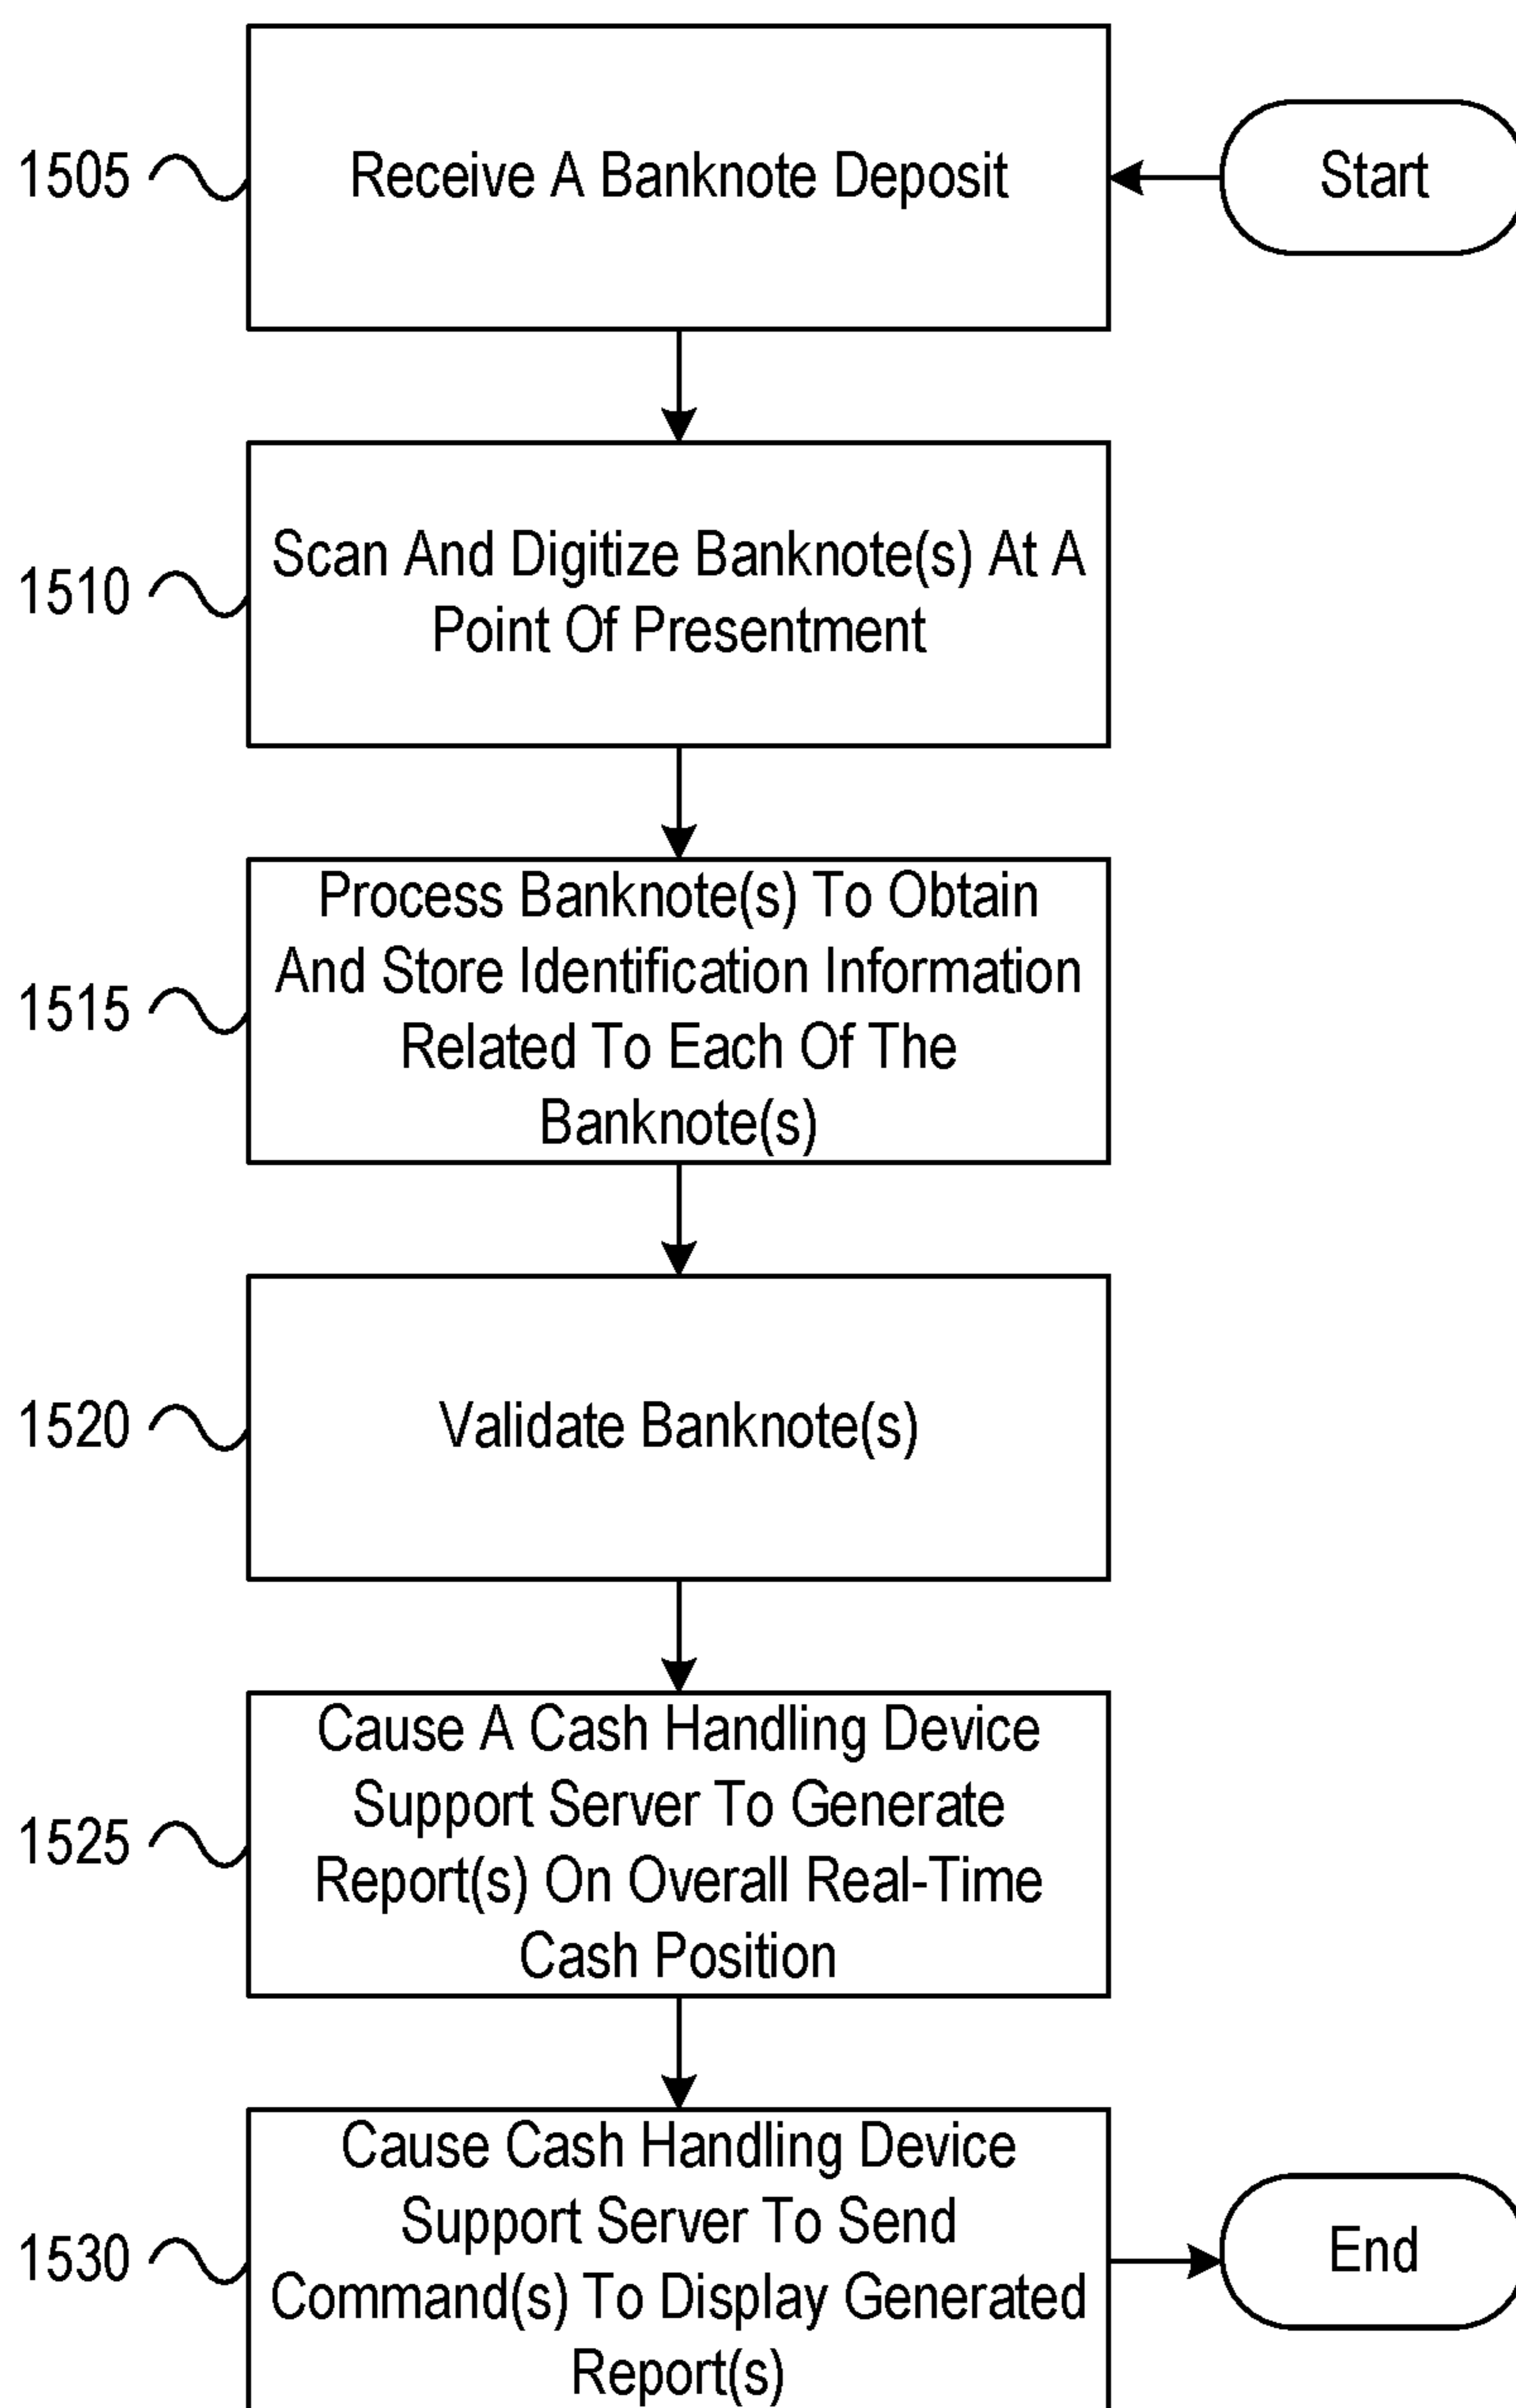 1505
Receive A Banknote Deposit
Start
1510
Scan And Digitize Banknote(s) At A
Point Of Presentment
1515
Process Banknote(s) To Obtain
And Store Identification Information
Related To Each Of The
Banknote(s)
1520
Validate Banknote(s)
1525
Cause A Cash Handling Device
Support Server To Generate
Report(s) On Overall Real-Time
Cash Position
1530
Cause Cash Handling Device
Support Server To Send
Command(s) To Display Generated
Report(s)
End